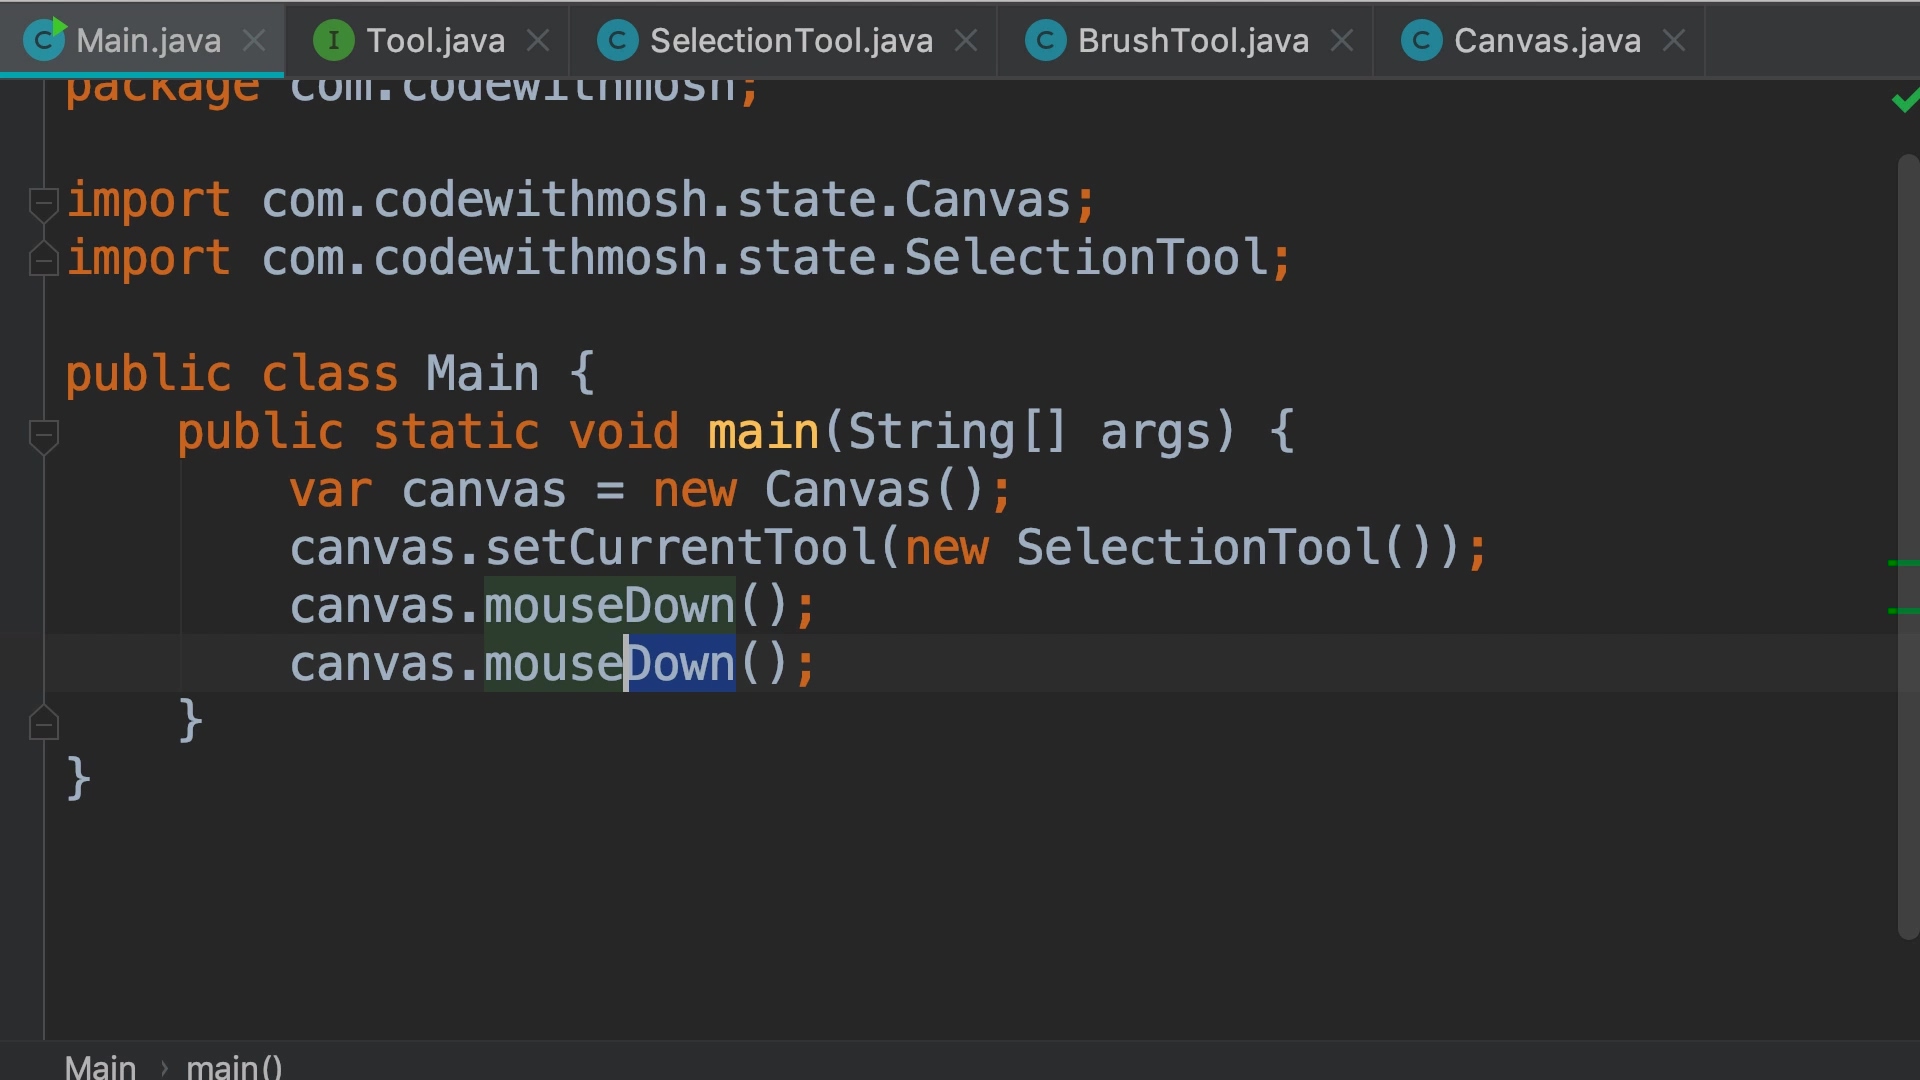 Main.java Tool.java SelectionTool.java BrushTool.java Canvas.java
package com.codewithmosh;
import com.codewithmosh.state.Canvas;
import com.codewithmosh.state.SelectionTool;
public class Main {
public static void main(String[] args) {
var canvas = new Canvas();
canvas.setCurrentTool(new SelectionTool());
canvas.mouseDown();
canvas.mouseDown();
}
}
Main › main()